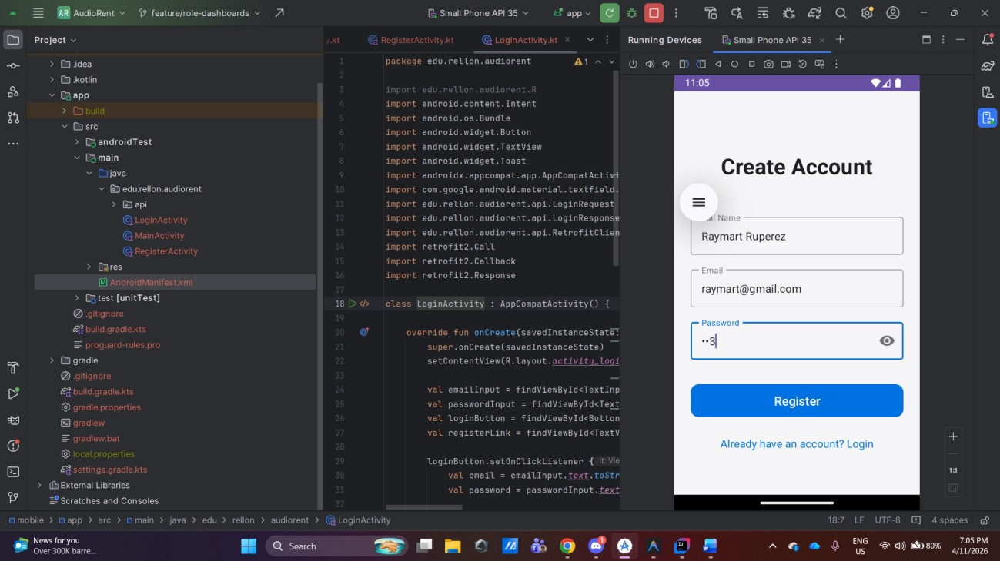 AR AudioRent feature/role-dashboards Small Phone API 35 app
Project
.idea
.kotlin
app
build
src
androidTest
main
java
edu.rellon.audiorent
api
LoginActivity
MainActivity
RegisterActivity
res
AndroidManifest.xml
test [unitTest]
.gitignore
build.gradle.kts
proguard-rules.pro
gradle
.gitignore
build.gradle.kts
gradle.properties
gradlew
gradlew.bat
local.properties
settings.gradle.kts
External Libraries
Scratches and Consoles
.kt RegisterActivity.kt LoginActivity.kt
1 package edu.rellon.audiorent 1
2
3 import edu.rellon.audiorent.R
4 import android.content.Intent
5 import android.os.Bundle
6 import android.widget.Button
7 import android.widget.TextView
8 import android.widget.Toast
9 import androidx.appcompat.app.AppCompatActivi
10 import com.google.android.material.textfield.
11 import edu.rellon.audiorent.api.LoginRequest
12 import edu.rellon.audiorent.api.LoginResponse
13 import edu.rellon.audiorent.api.RetrofitClien
14 import retrofit2.Call
15 import retrofit2.Callback
16 import retrofit2.Response
17
18 class LoginActivity : AppCompatActivity() {
19
20 override fun onCreate(savedInstanceState:
21 super.onCreate(savedInstanceState)
22 setContentView(R.layout.activity_logi
23
24 val emailInput = findViewById<TextInp
25 val passwordInput = findViewById<Text
26 val loginButton = findViewById<Button
27 val registerLink = findViewById<TextV
28
29 loginButton.setOnClickListener { it: Vie
30 val email = emailInput.text.toStr
31 val password = passwordInput.text
32
Running Devices Small Phone API 35
11:05
Create Account
Name
Raymart Ruperez
Email
raymart@gmail.com
Password
••3
Register
Already have an account? Login
1:1
mobile > app > src > main > java > edu > rellon > audiorent > LoginActivity 18:7 LF UTF-8 4 spaces
News for you
Over 300K barre...
Search
1
ENG
US
80%
7:05 PM
4/11/2026